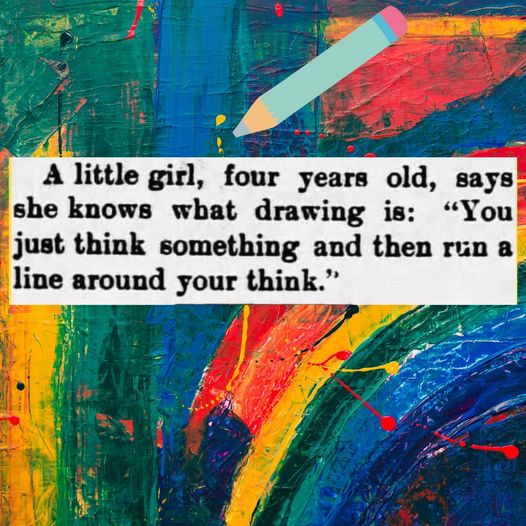 A little girl, four years old, says
she knows what drawing is: “You
just think something and then run a
line around your think.”